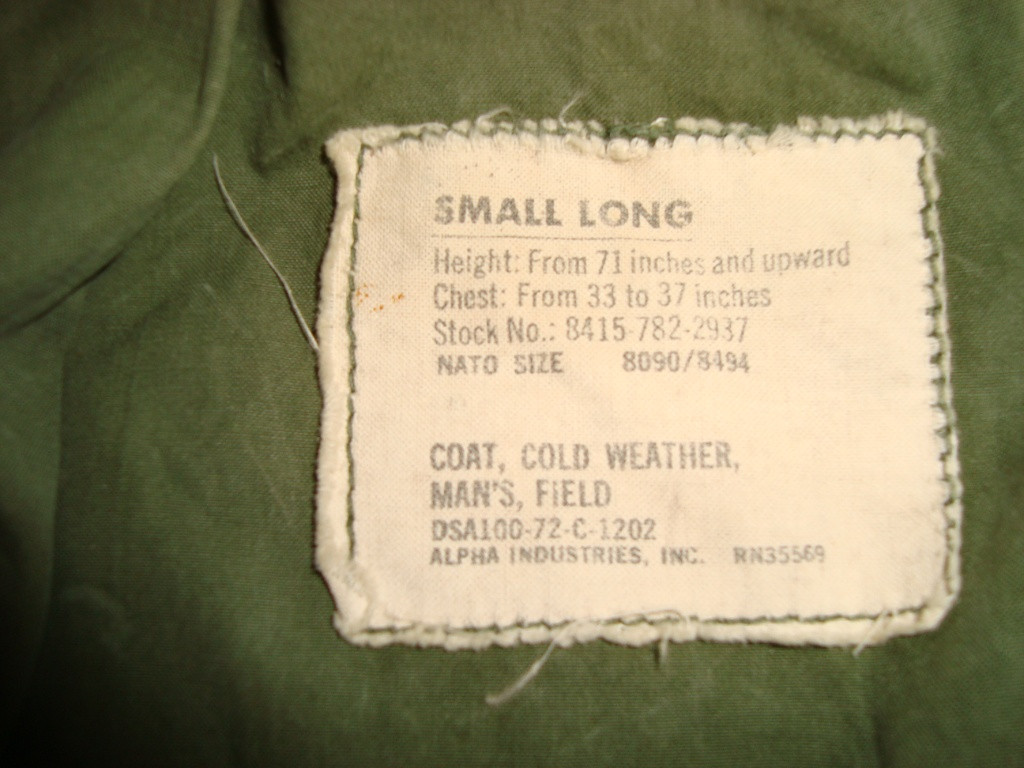 SMALL LONG
Height: From 71 inches and upward
Chest: From 33 to 37 inches
Stock No.: 8415-782-2937
NATO SIZE 8090/8494
COAT, COLD WEATHER,
MAN'S, FIELD
DSA100-72-C-1202
ALPHA INDUSTRIES, INC. RN35569